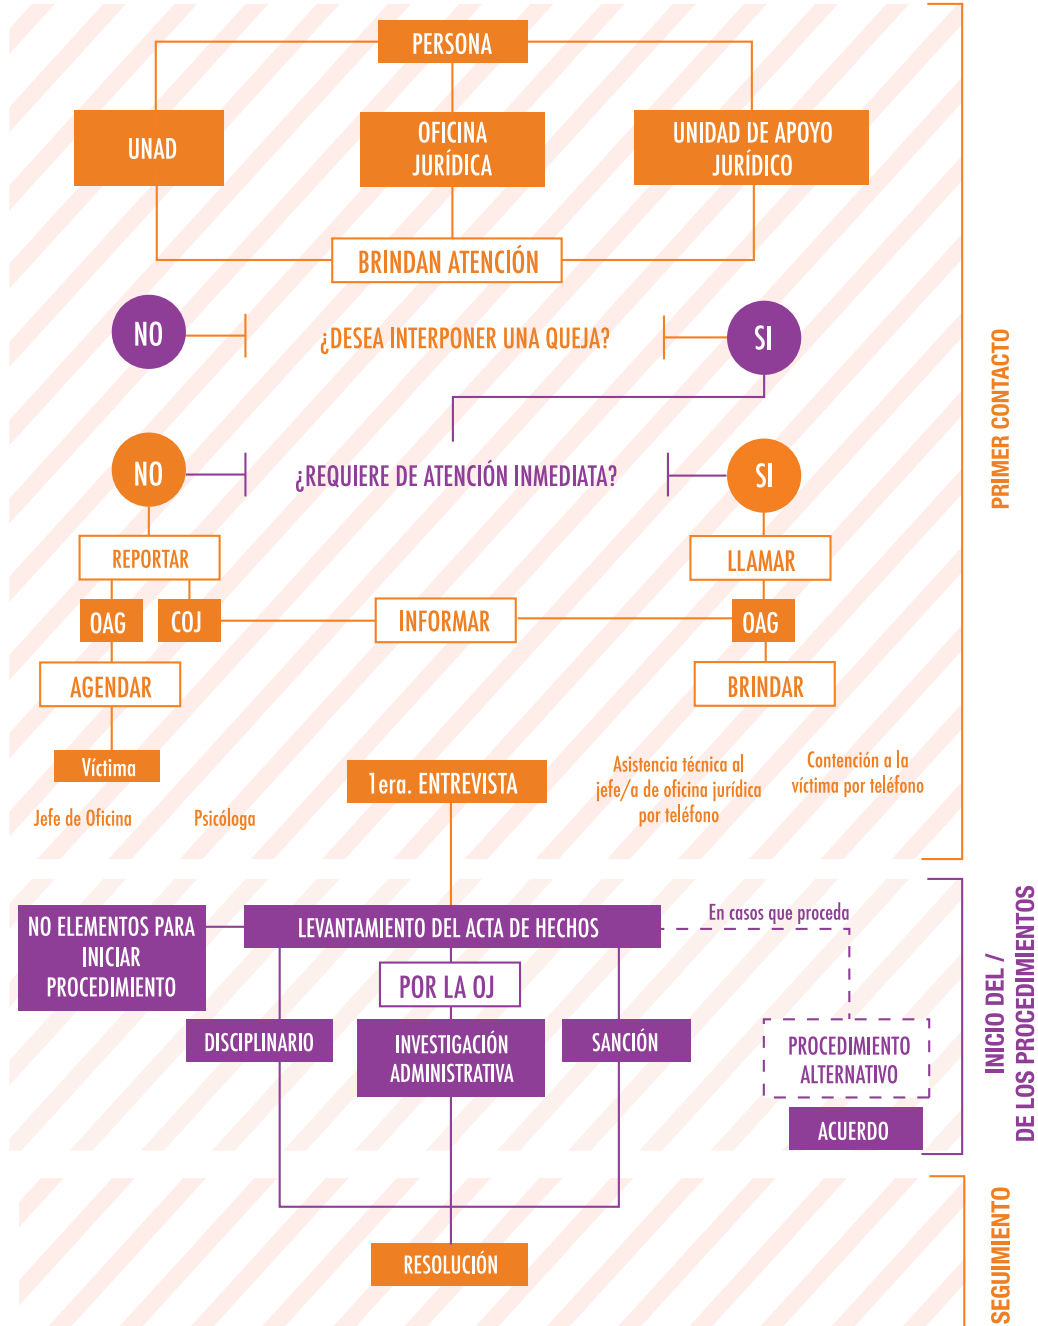 PERSONA
UNAD
OFICINA
JURÍDICA
UNIDAD DE APOYO
JURÍDICO
BRINDAN ATENCIÓN
NO
¿DESEA INTERPONER UNA QUEJA?
SI
NO
¿REQUIERE DE ATENCIÓN INMEDIATA?
SI
REPORTAR
LLAMAR
OAG
COJ
INFORMAR
OAG
AGENDAR
BRINDAR
Víctima
1era. ENTREVISTA
Asistencia técnica al
jefe/a de oficina jurídica
por teléfono
Contención a la
víctima por teléfono
Jefe de Oficina
Psicóloga
PRIMER CONTACTO
NO ELEMENTOS PARA
INICIAR
PROCEDIMIENTO
LEVANTAMIENTO DEL ACTA DE HECHOS
En casos que proceda
POR LA OJ
DISCIPLINARIO
INVESTIGACIÓN
ADMINISTRATIVA
SANCIÓN
PROCEDIMIENTO
ALTERNATIVO
ACUERDO
INICIO DEL /
DE LOS PROCEDIMIENTOS
RESOLUCIÓN
SEGUIMIENTO